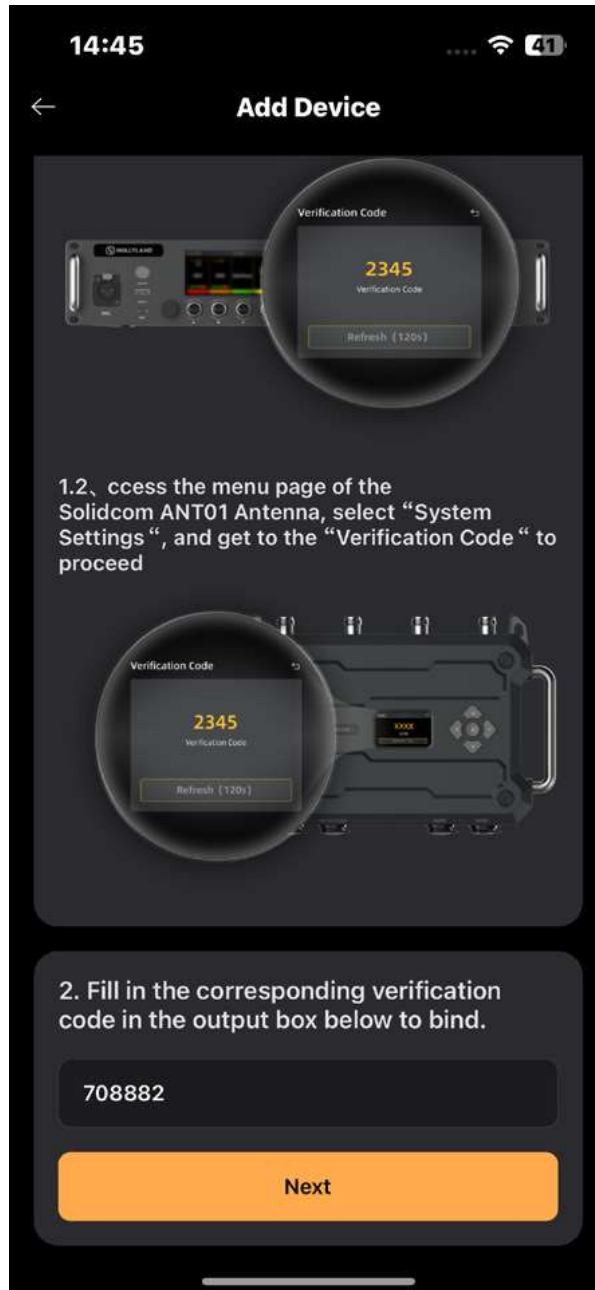 14:45
41
Add Device
HOLLYLAND
Verification Code
2345
Verification Code
Refresh (120s)
1.2、ccess the menu page of the
Solidcom ANT01 Antenna, select “System
Settings “, and get to the “Verification Code “ to
proceed
Verification Code
2345
Verification Code
Refresh (120s)
XXXX
2. Fill in the corresponding verification
code in the output box below to bind.
708882
Next